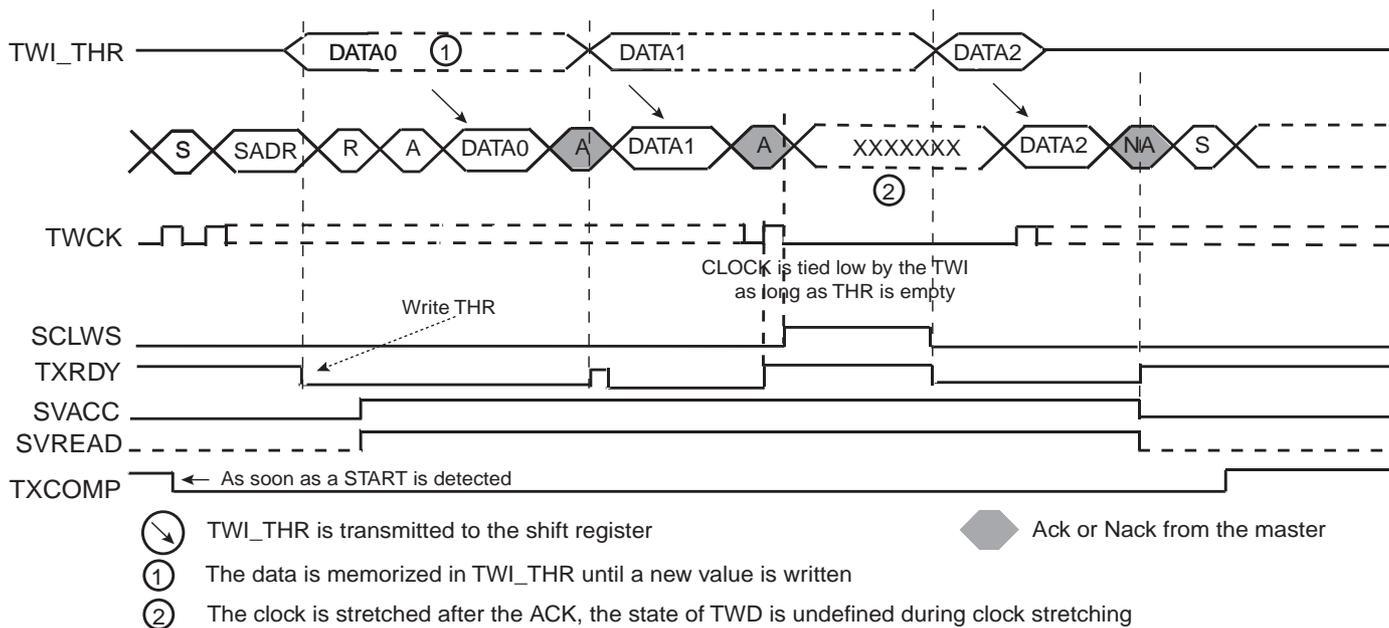 TWI_THR DATA0 1 DATA1 DATA2
S SADR R A DATA0 A DATA1 A XXXXXXX DATA2 NA S
2
TWCK
CLOCK is tied low by the TWI
as long as THR is empty
Write THR
SCLWS
TXRDY
SVACC
SVREAD
TXCOMP As soon as a START is detected
TWI_THR is transmitted to the shift register Ack or Nack from the master
1 The data is memorized in TWI_THR until a new value is written
2 The clock is stretched after the ACK, the state of TWD is undefined during clock stretching